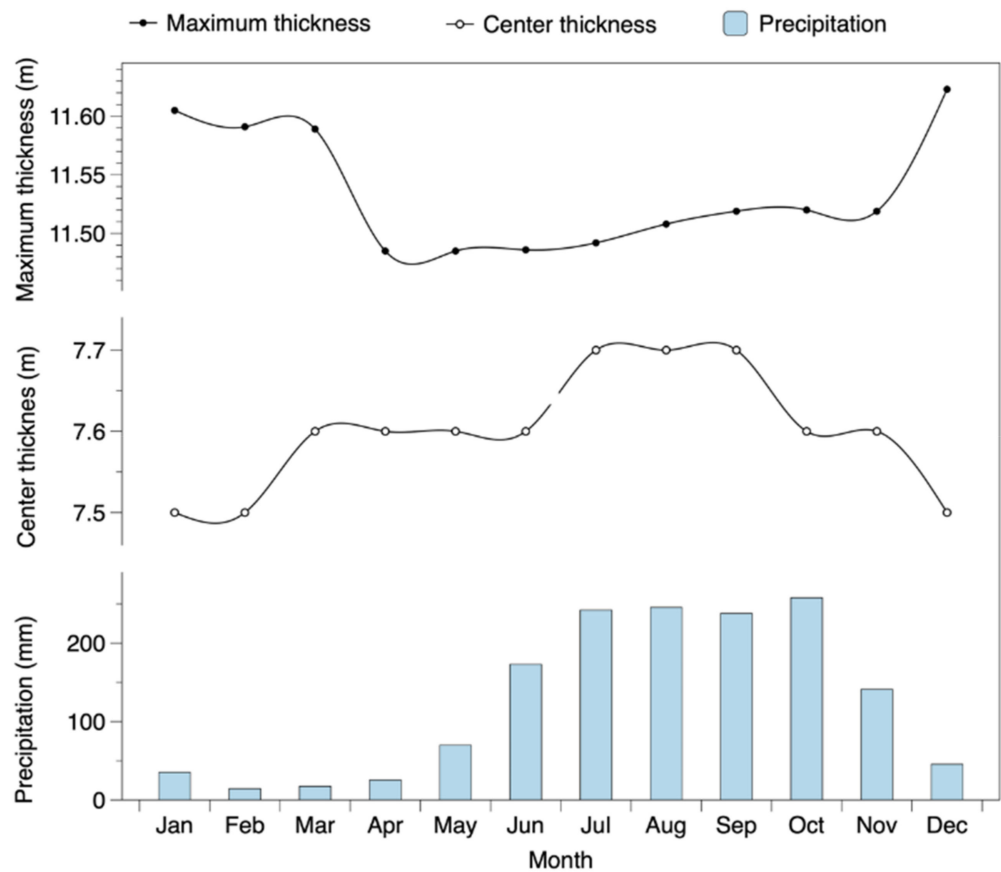 Maximum thickness
Center thickness
Precipitation
Maximum thickness (m)
11.60
11.55
11.50
Center thicknes (m)
7.7
7.6
7.5
Precipitation (mm)
200
100
0
Jan Feb Mar Apr May Jun Jul Aug Sep Oct Nov Dec
Month